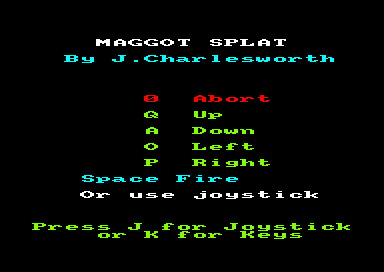 MAGGOT SPLAT
By J.Charlesworth
0 Abort
Q Up
A Down
O Left
P Right
Space Fire
Or use joystick
Press J for Joystick
or K for Keys